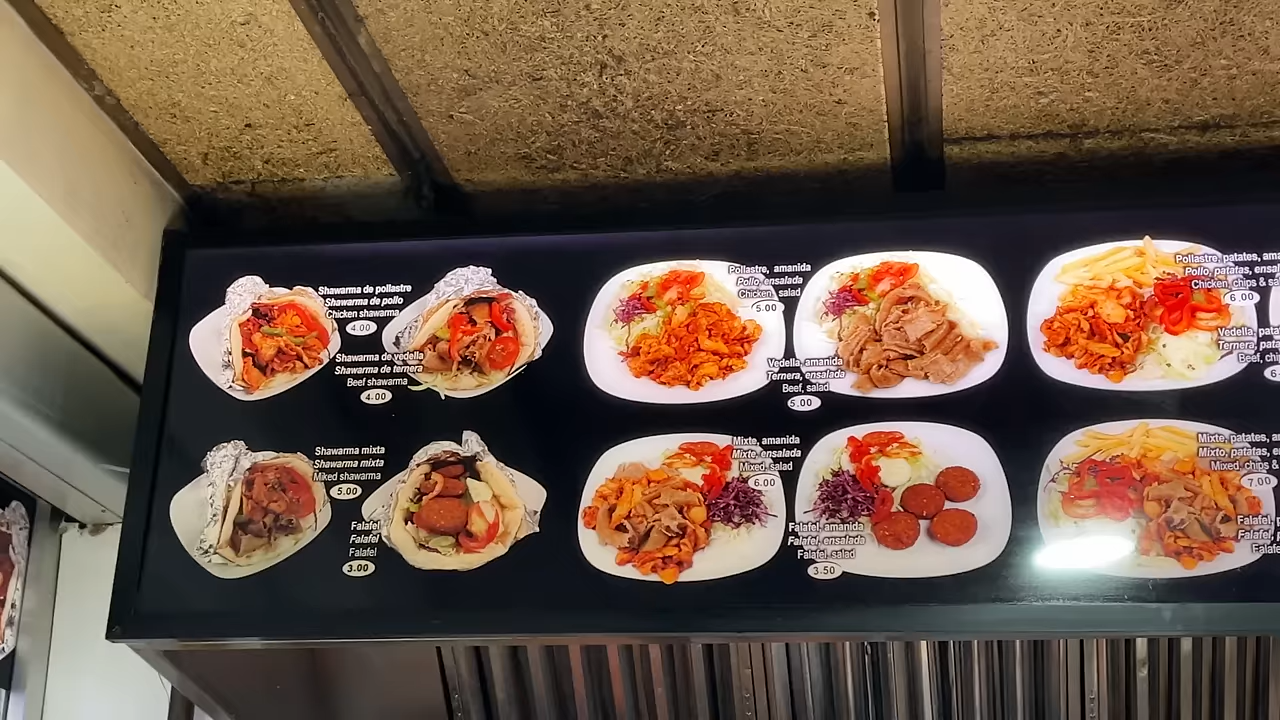 Shawarma de pollastre
Shawarma de pollo
Chicken shawarma
4.00
Shawarma de vedella
Shawarma de ternera
Beef shawarma
4.00
Pollastre, amanida
Pollo, ensalada
Chicken, salad
5.00
Vedella, amanida
Ternera, ensalada
Beef, salad
5.00
Pollastre, patates,
Pollo, patatas,
Chicken, chips &
6.00
Vedella,
Ternera,
Beef,
Shawarma mixta
Shawarma mixta
Miked shawarma
5.00
Falafel
Falafel
Falafel
3.00
Mixte, amanida
Mixto, ensalada
Mixed, salad
6.00
Falafel, amanida
Falafel, ensalada
Falafel, salad
3.50
Mixte, patates,
Mixto, patatas,
Mixed, chips &
7.00
Falafel,
Falafel,